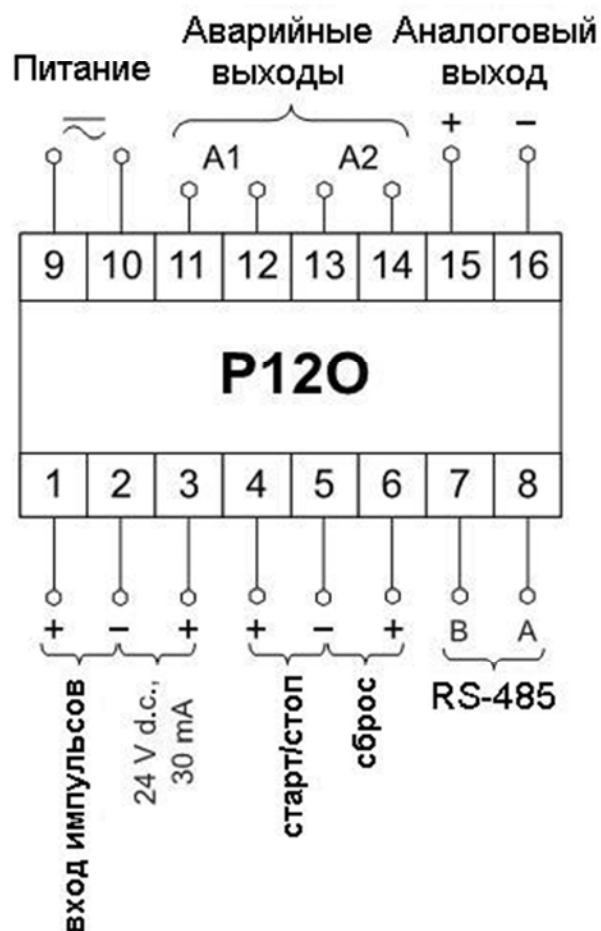 Питание
Аварийные
выходы
Аналоговый
выход
+ −
A1 A2
9 10 11 12 13 14 15 16
P12O
1 2 3 4 5 6 7 8
+ − + + − + B A
вход импульсов
24 V d.c.,
30 mA
старт/стоп
сброс
RS-485